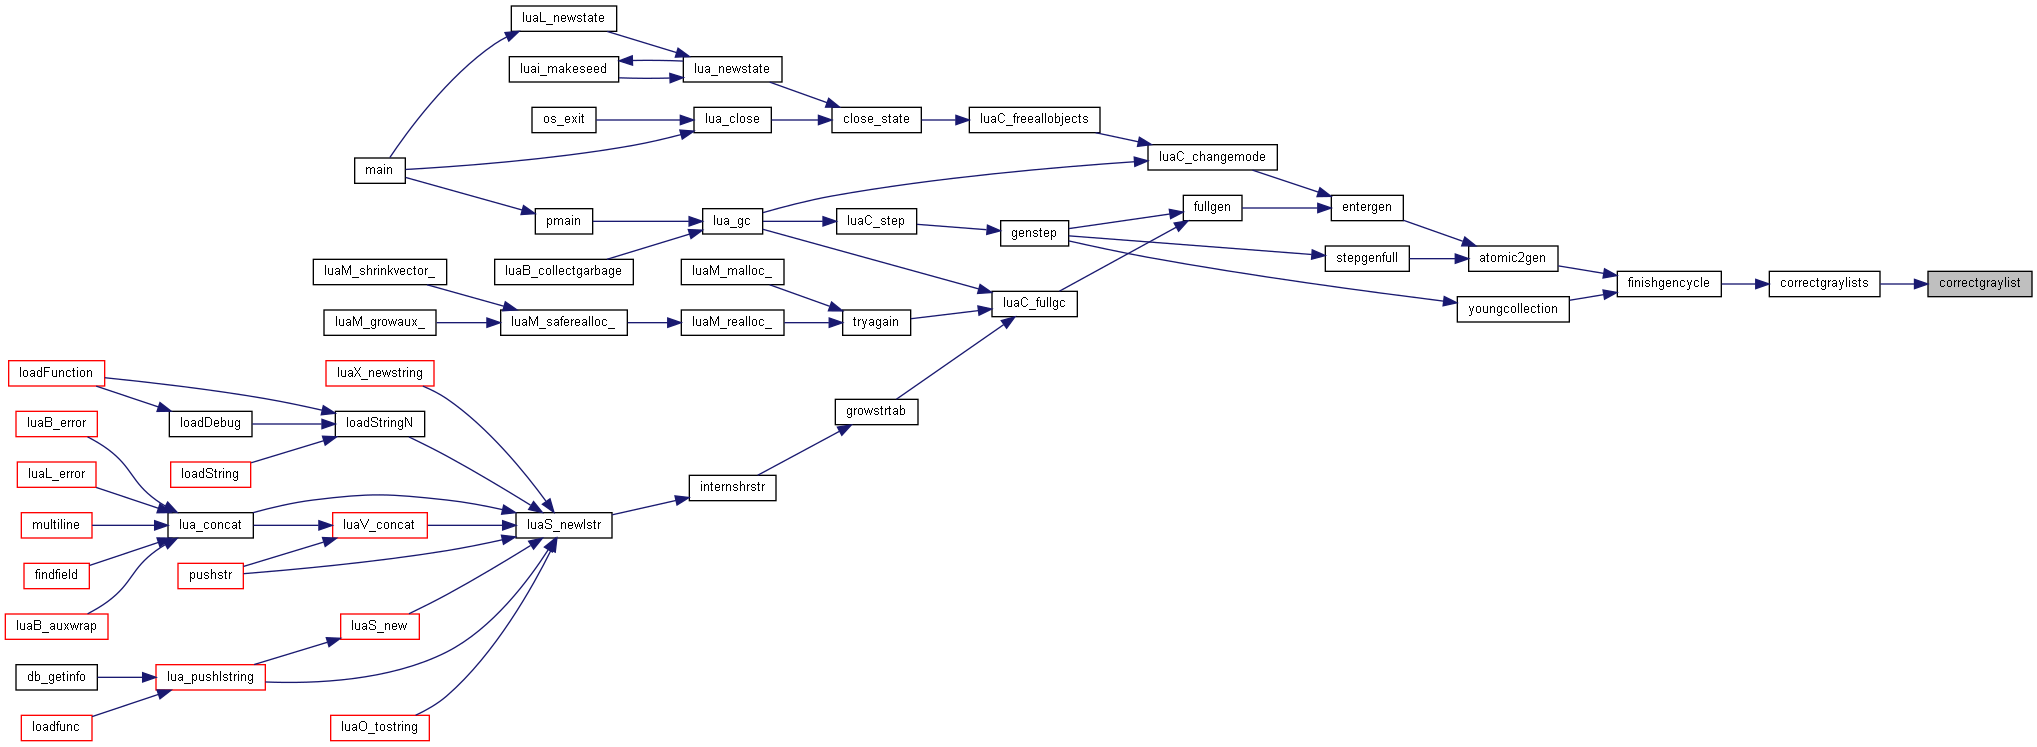 luaL_newstate
luai_makeseed
lua_newstate
os_exit
lua_close
close_state
luaC_freeallobjects
main
luaC_changemode
pmain
lua_gc
luaC_step
genstep
fullgen
entergen
luaM_shrinkvector_
luaB_collectgarbage
luaM_malloc_
stepgenfull
atomic2gen
finishgencycle
correctgraylists
correctgraylist
luaM_growaux_
luaM_saferealloc_
luaM_realloc_
tryagain
luaC_fullgc
youngcollection
loadFunction
luaX_newstring
luaB_error
loadDebug
loadStringN
growstrtab
luaL_error
loadString
internshrstr
multiline
lua_concat
luaV_concat
luaS_newlstr
findfield
pushstr
luaB_auxwrap
luaS_new
db_getinfo
lua_pushlstring
loadfunc
luaO_tostring